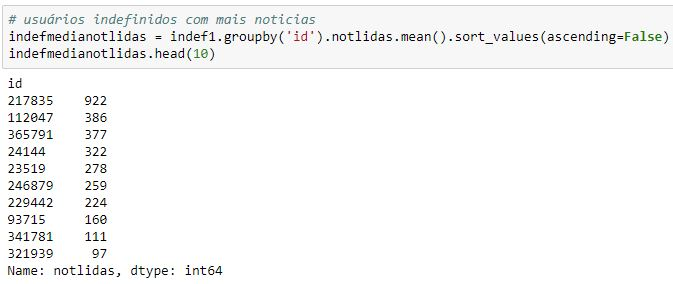 # usuários indefinidos com mais noticias
indefmedianotlidas = indef1.groupby('id').notlidas.mean().sort_values(ascending=False)
indefmedianotlidas.head(10)
id
217835    922
112047    386
365791    377
24144     322
23519     278
246879    259
229442    224
93715     160
341781    111
321939     97
Name: notlidas, dtype: int64